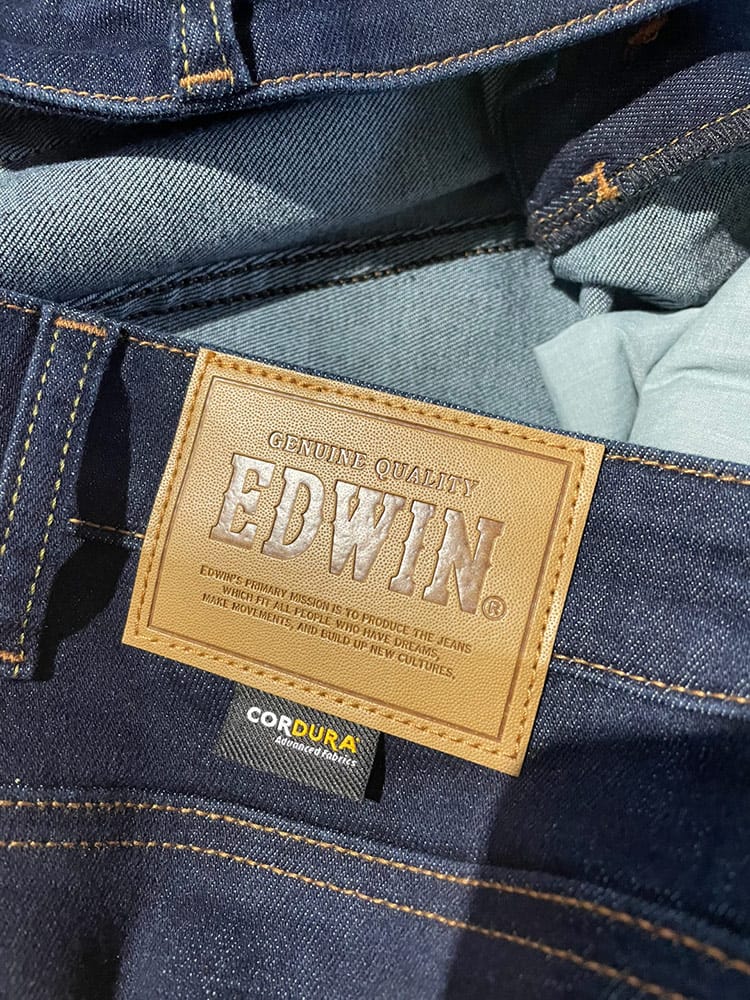 GENUINE QUALITY
EDWIN®
EDWIN'S PRIMARY MISSION IS TO PRODUCE THE JEANS
WHICH FIT ALL PEOPLE WHO HAVE DREAMS,
MAKE MOVEMENTS, AND BUILD UP NEW CULTURES.
CORDURA
Advanced Fabrics